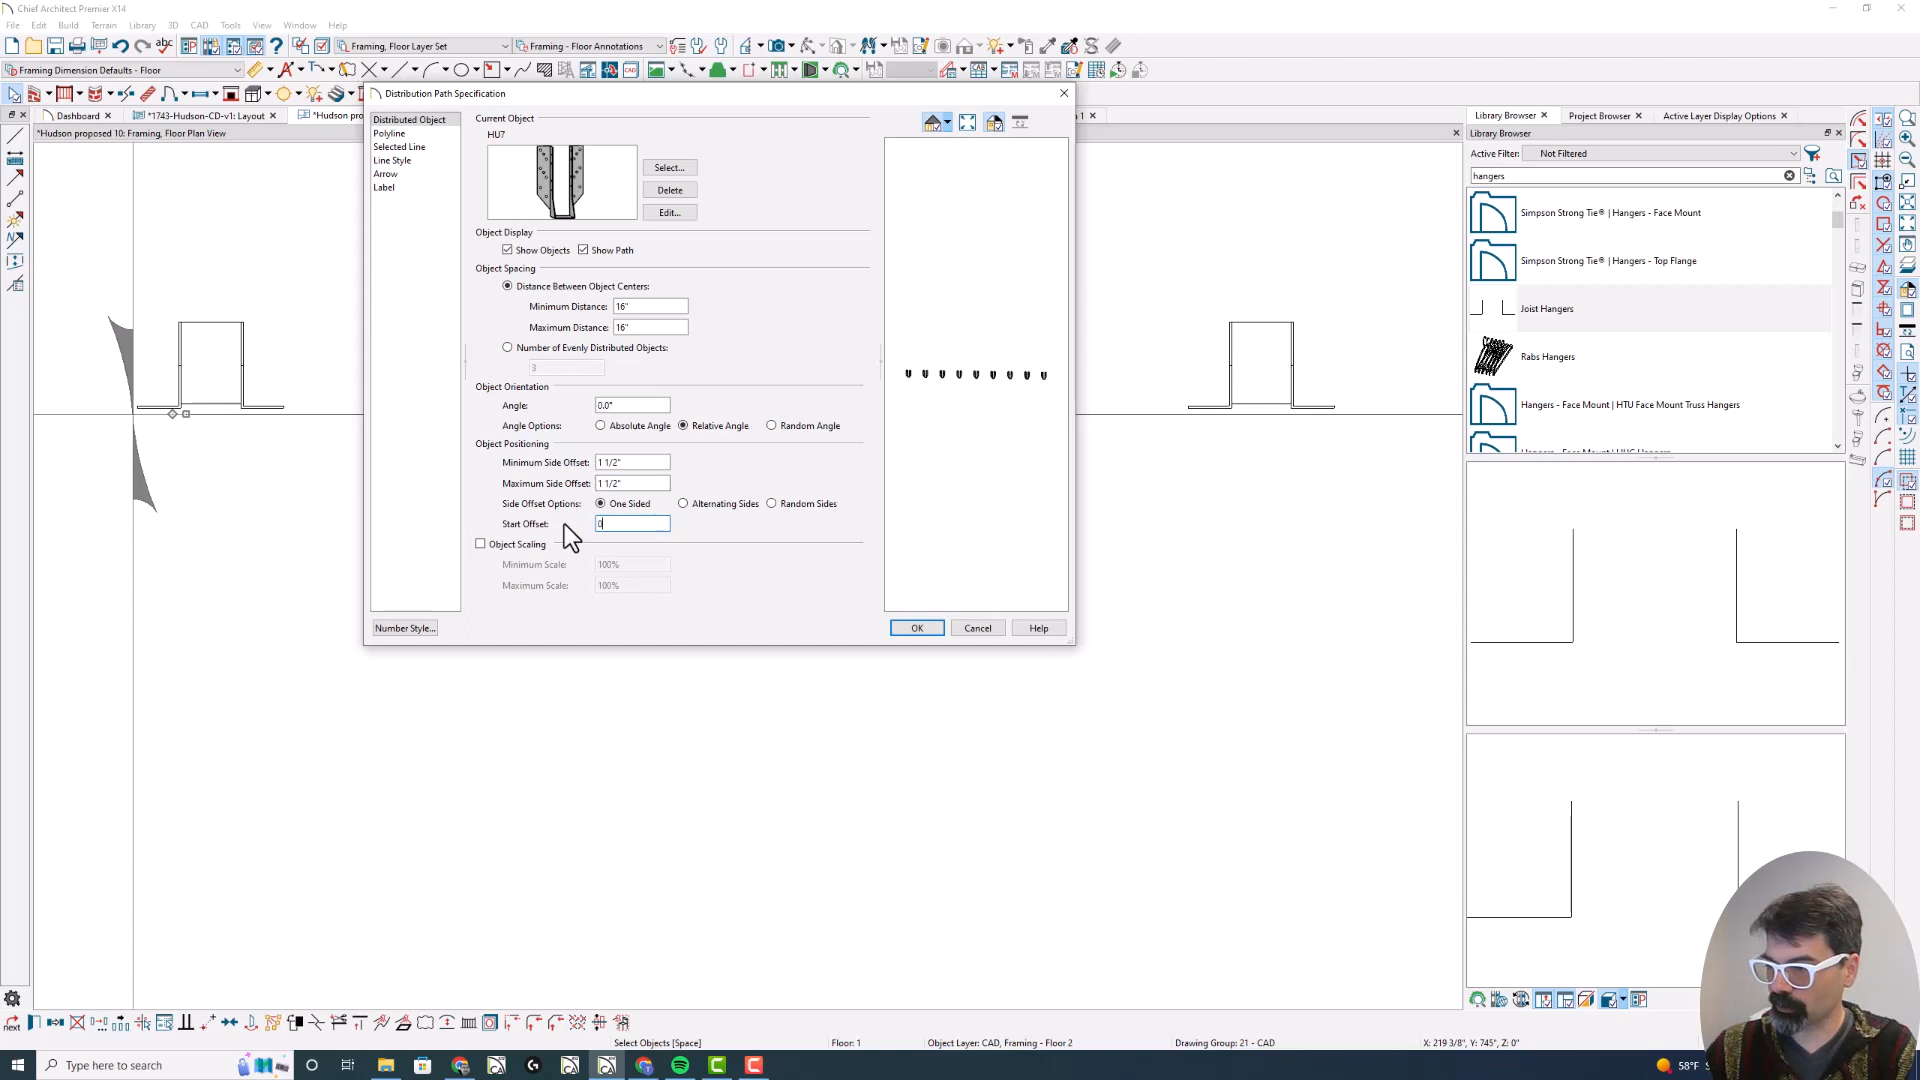 Chief Architect Premier X14
File Edit Build Terrain Library 3D CAD Tools View Window Help
Framing, Floor Layer Set
Framing - Floor Annotations
Framing Dimension Defaults - Floor
Dashboard
*1743-Hudson-CD-v1: Layout
*Hudson pro
1
*Hudson proposed 10: Framing, Floor Plan View
Distribution Path Specification
Distributed Object
Polyline
Selected Line
Line Style
Arrow
Label
Current Object
HU7
Select...
Delete
Edit...
Object Display
Show Objects
Show Path
Object Spacing
Distance Between Object Centers:
Minimum Distance: 16"
Maximum Distance: 16"
Number of Evenly Distributed Objects:
3
Object Orientation
Angle: 0.0°
Angle Options: Absolute Angle Relative Angle Random Angle
Object Positioning
Minimum Side Offset: 1 1/2"
Maximum Side Offset: 1 1/2"
Side Offset Options: One Sided Alternating Sides Random Sides
Start Offset: 0
Object Scaling
Minimum Scale: 100%
Maximum Scale: 100%
Number Style...
OK
Cancel
Help
Library Browser
Project Browser
Active Layer Display Options
Library Browser
Active Filter: Not Filtered
hangers
Simpson Strong Tie® | Hangers - Face Mount
Simpson Strong Tie® | Hangers - Top Flange
Joist Hangers
Rabs Hangers
Hangers - Face Mount | HTU Face Mount Truss Hangers
next
Select Objects [Space]
Floor: 1
Object Layer: CAD, Framing - Floor 2
Drawing Group: 21 - CAD
X: 219 3/8", Y: 745", Z: 0"
Type here to search
58°F